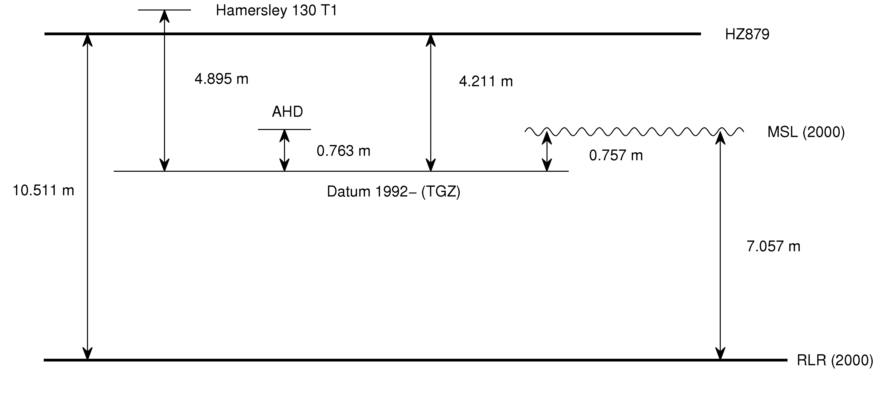 Hamersley 130 T1
HZ879
4.895 m
4.211 m
AHD
MSL (2000)
0.763 m
0.757 m
Datum 1992− (TGZ)
10.511 m
7.057 m
RLR (2000)